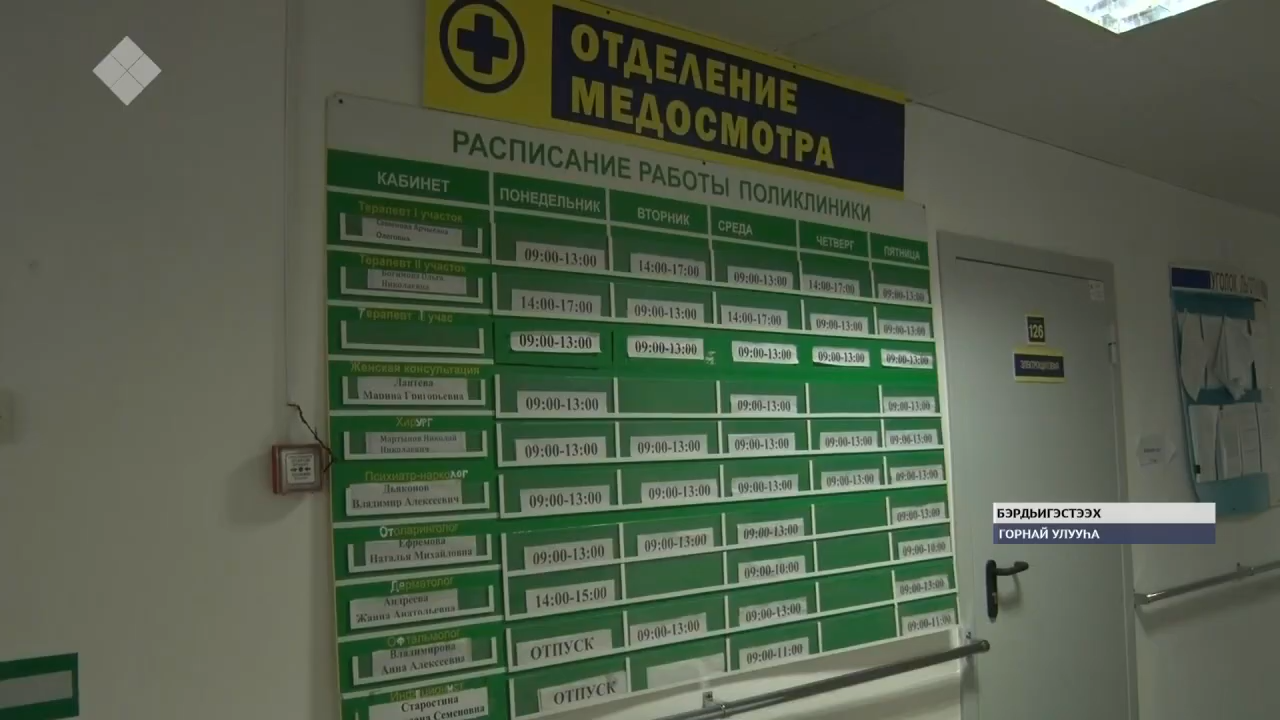 ОТДЕЛЕНИЕ
МЕДОСМОТРА
РАСПИСАНИЕ РАБОТЫ ПОЛИКЛИНИКИ
КАБИНЕТ ПОНЕДЕЛЬНИК ВТОРНИК СРЕДА ЧЕТВЕРГ ПЯТНИЦА
Терапевт I участок
Олеговна
09:00-13:00 14:00-17:00 09:00-13:00 14:00-17:00 09:00-13:00
Терапевт II участок
Николаевна
14:00-17:00 09:00-13:00 14:00-17:00 09:00-13:00 09:00-13:00
Терапевт I учас
09:00-13:00 09:00-13:00 09:00-13:00 09:00-13:00 09:00-13:00
Женская консультация
Лаптева
Марина Григорьевна
09:00-13:00 09:00-13:00 09:00-13:00
Хирург
Мартынов Николай
Николаевич
09:00-13:00 09:00-13:00 09:00-13:00 09:00-13:00 09:00-13:00
Психиатр-нарколог
Дьяконов
Владимир Алексеевич
09:00-13:00 09:00-13:00 09:00-13:00 09:00-13:00 09:00-13:00
Отоларинголог
Ефремова
Наталья Михайловна
09:00-13:00 09:00-13:00 09:00-13:00 09:00-13:00
Дерматолог
Андреева
Жанна Анатольевна
14:00-15:00 09:00-10:00 09:00-10:00
Офтальмолог
Владимирова
Анна Алексеевна
ОТПУСК 09:00-13:00 09:00-13:00 09:00-13:00
Старостина
Семеновна
ОТПУСК 09:00-11:00 09:00-11:00
126
УГОЛОК
БЭРДЬИГЭСТЭЭХ
ГОРНАЙ УЛУУҺА